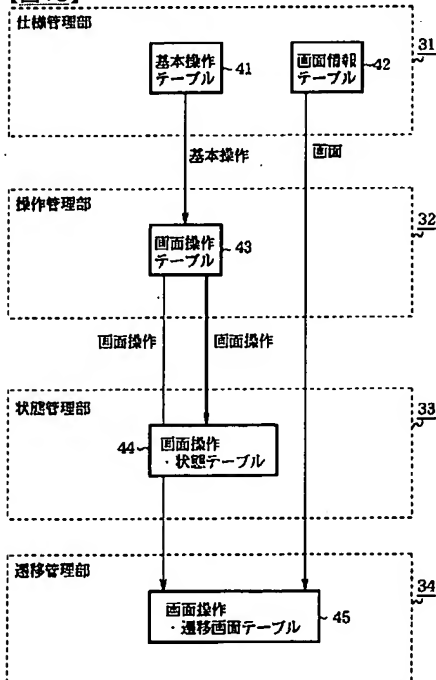 仕様管理部
31
基本操作
テーブル
41
画面情報
テーブル
42
基本操作
画面
操作管理部
32
画面操作
テーブル
43
画面操作
画面操作
状態管理部
33
44
画面操作
・状態テーブル
遷移管理部
34
画面操作
・遷移画面テーブル
45